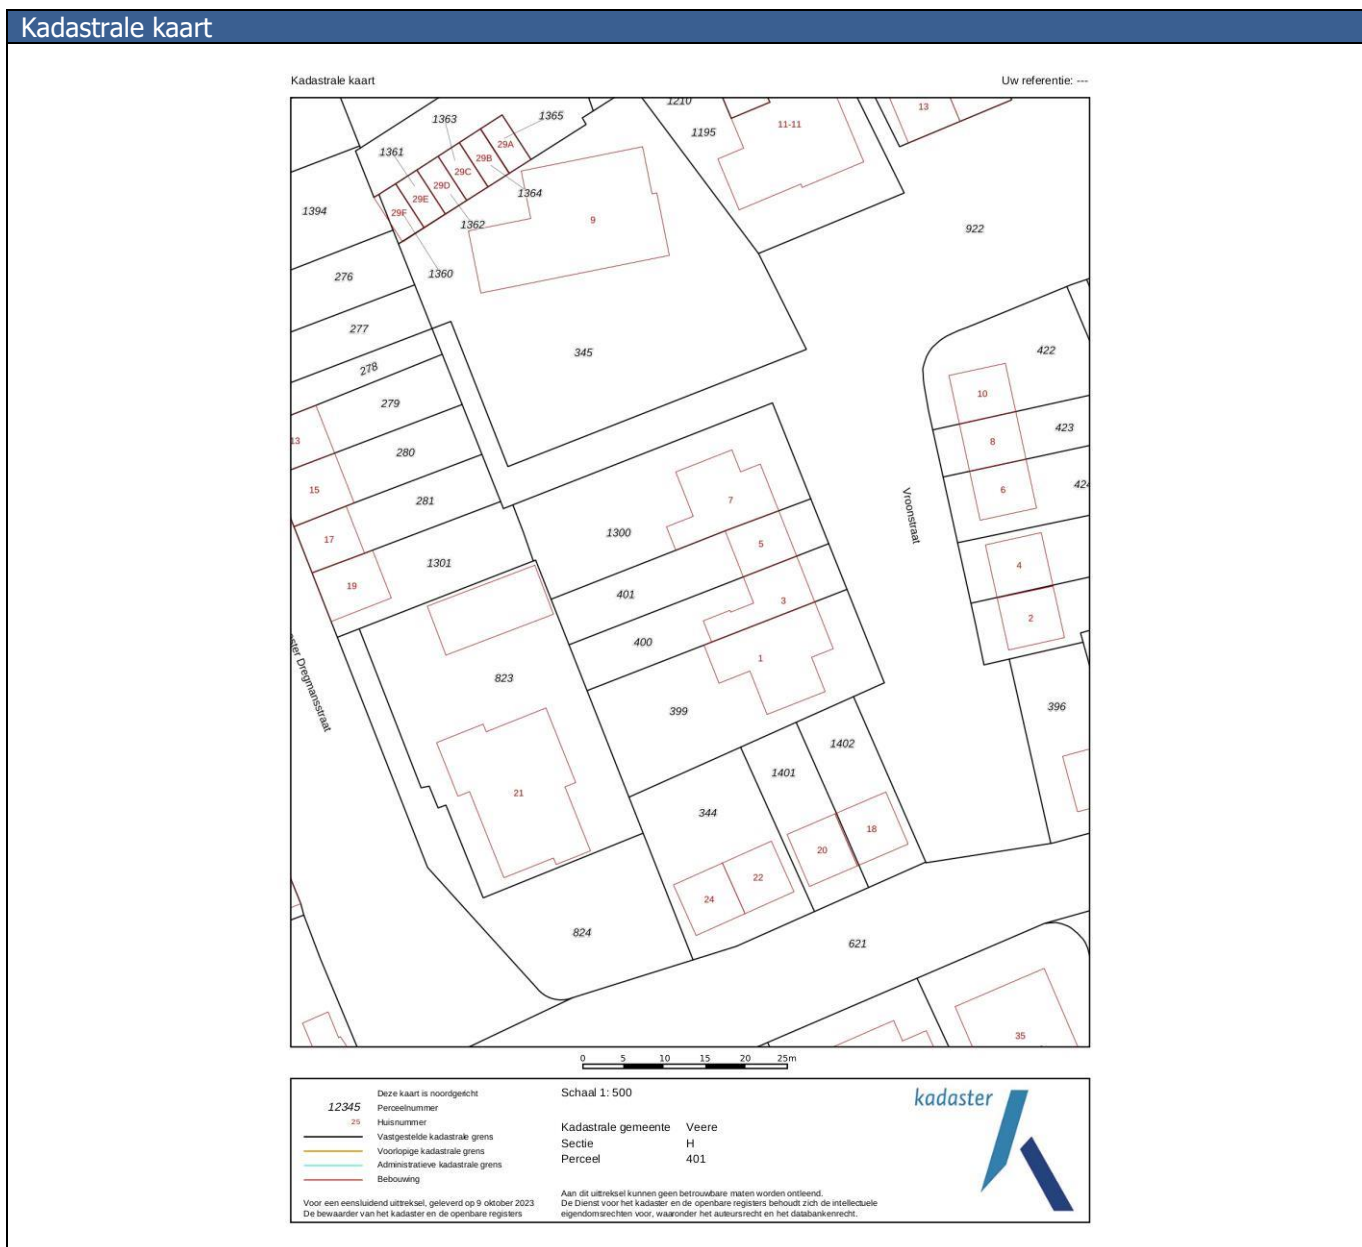 Kadastrale kaart
Kadastrale kaart
Uw referentie: ---
1210
13
1363
1365
11-11
1195
29A
1361
29B
29C
1364
29D
29E
1394
29F
9
1362
922
1360
276
277
345
422
278
10
279
423
13
8
280
424
15
6
281
7
Vroonstraat
17
1300
5
1301
4
19
401
3
2
400
1
ster Dregmansstraat
823
396
399
1402
1401
21
344
18
20
22
24
824
621
35
0 5 10 15 20 25m
Deze kaart is noordgericht
12345 Perceelnummer
25 Huisnummer
Vastgestelde kadastrale grens
Voorlopige kadastrale grens
Administratieve kadastrale grens
Bebouwing
Voor een eensluidend uittreksel, geleverd op 9 oktober 2023
De bewaarder van het kadaster en de openbare registers
Schaal 1: 500
Kadastrale gemeente Veere
Sectie H
Perceel 401
Aan dit uittreksel kunnen geen betrouwbare maten worden ontleend.
De Dienst voor het kadaster en de openbare registers behoudt zich de intellectuele
eigendomsrechten voor, waaronder het auteursrecht en het databankenrecht.
kadaster